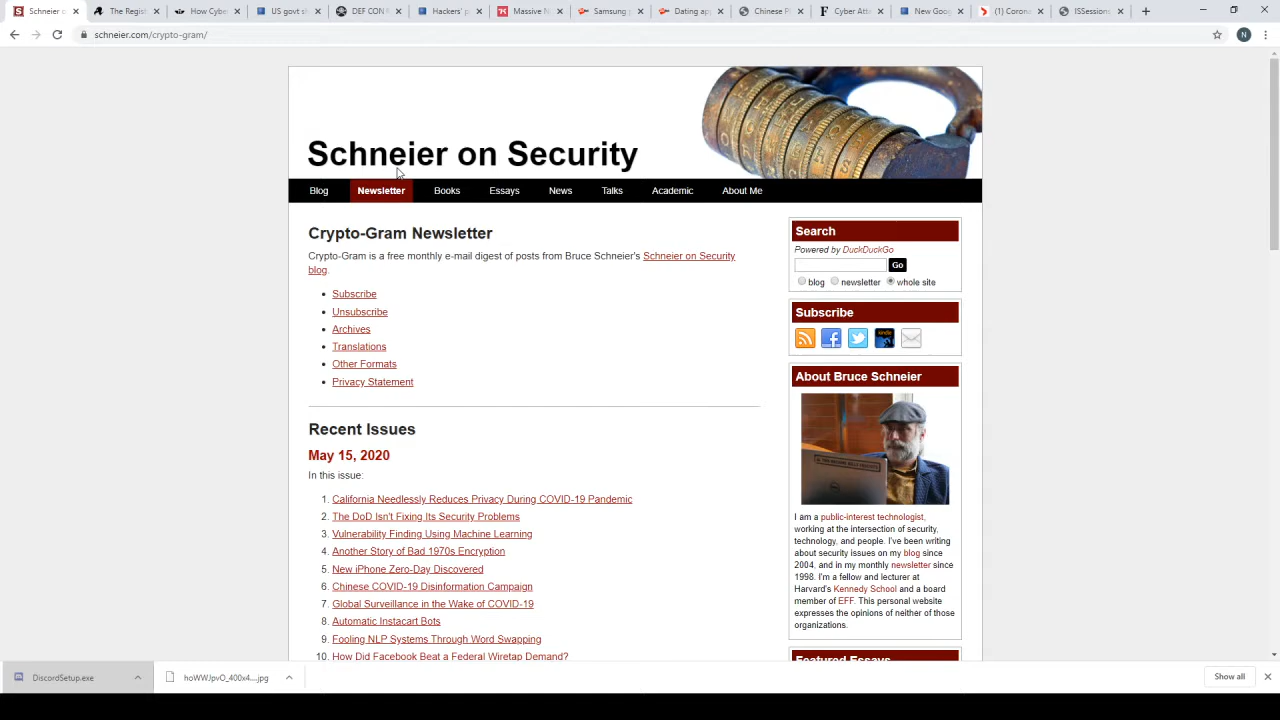 Schneier o
The Regist
How Cyber
US govt sh
DEF CON M
Hackers' p
Massive N
Samsung p
Dating app
Chinese P
Cyber Atte
New Goog
(1) Corona
ISSessions
schneier.com/crypto-gram/
N
Schneier on Security
Blog Newsletter Books Essays News Talks Academic About Me
Crypto-Gram Newsletter
Crypto-Gram is a free monthly e-mail digest of posts from Bruce Schneier's Schneier on Security
blog.
Subscribe
Unsubscribe
Archives
Translations
Other Formats
Privacy Statement
Recent Issues
May 15, 2020
In this issue:
1. California Needlessly Reduces Privacy During COVID-19 Pandemic
2. The DoD Isn't Fixing Its Security Problems
3. Vulnerability Finding Using Machine Learning
4. Another Story of Bad 1970s Encryption
5. New iPhone Zero-Day Discovered
6. Chinese COVID-19 Disinformation Campaign
7. Global Surveillance in the Wake of COVID-19
8. Automatic Instacart Bots
9. Fooling NLP Systems Through Word Swapping
10. How Did Facebook Beat a Federal Wiretap Demand?
Search
Powered by DuckDuckGo
Go
blog newsletter whole site
Subscribe
kindle
About Bruce Schneier
I am a public-interest technologist,
working at the intersection of security,
technology, and people. I've been writing
about security issues on my blog since
2004, and in my monthly newsletter since
1998. I'm a fellow and lecturer at
Harvard's Kennedy School and a board
member of EFF. This personal website
expresses the opinions of neither of those
organizations.
Featured Essays
DiscordSetup.exe
hoWWJpvO_400x4....jpg
Show all